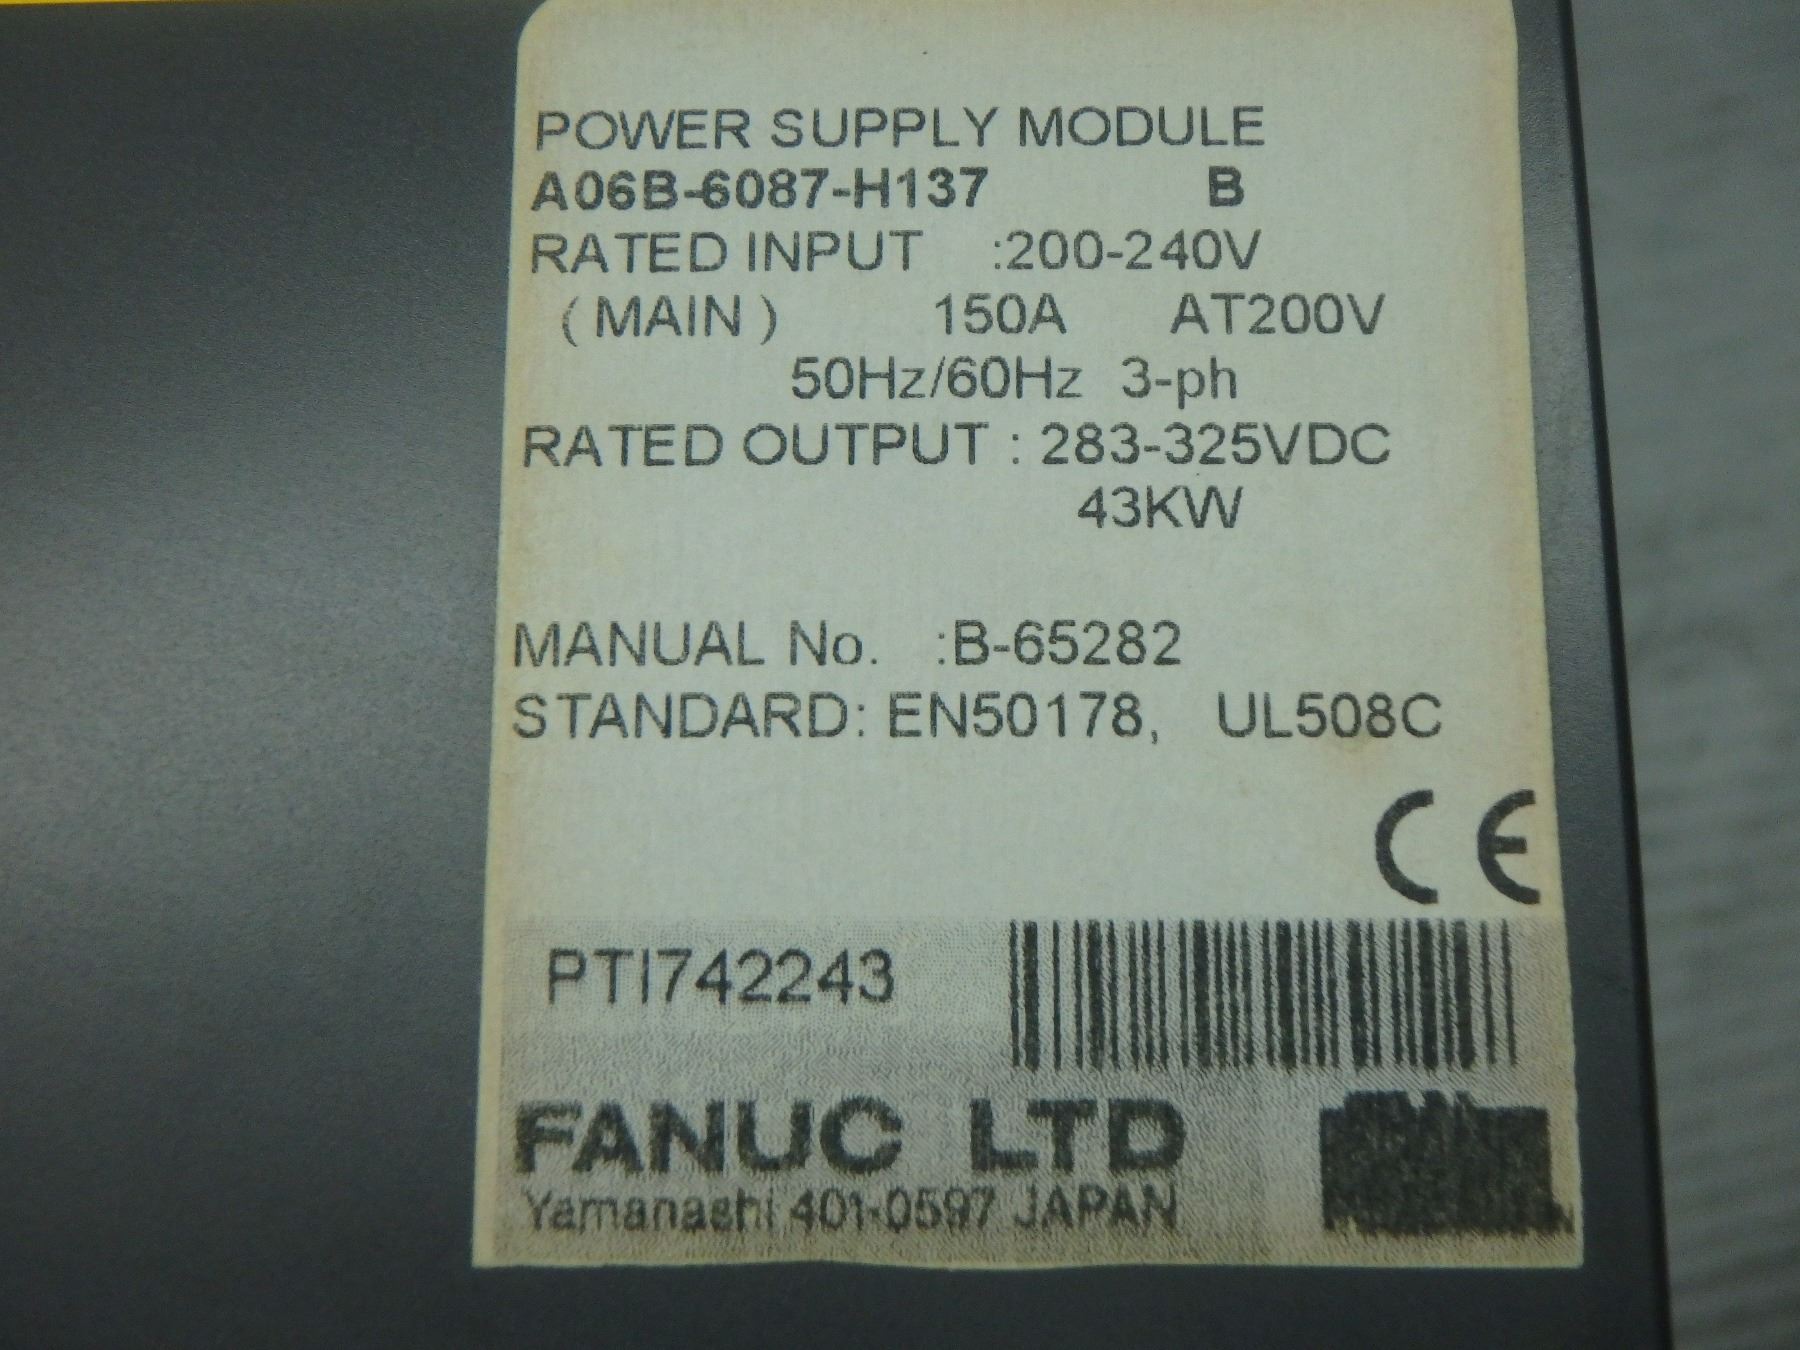 POWER SUPPLY MODULE
A06B-6087-H137 B
RATED INPUT :200-240V
(MAIN) 150A AT200V
50Hz/60Hz 3-ph
RATED OUTPUT : 283-325VDC
43KW
MANUAL No. :B-65282
STANDARD: EN50178, UL508C
CE
PTI742243
FANUC LTD
Yamanashi 401-0597 JAPAN